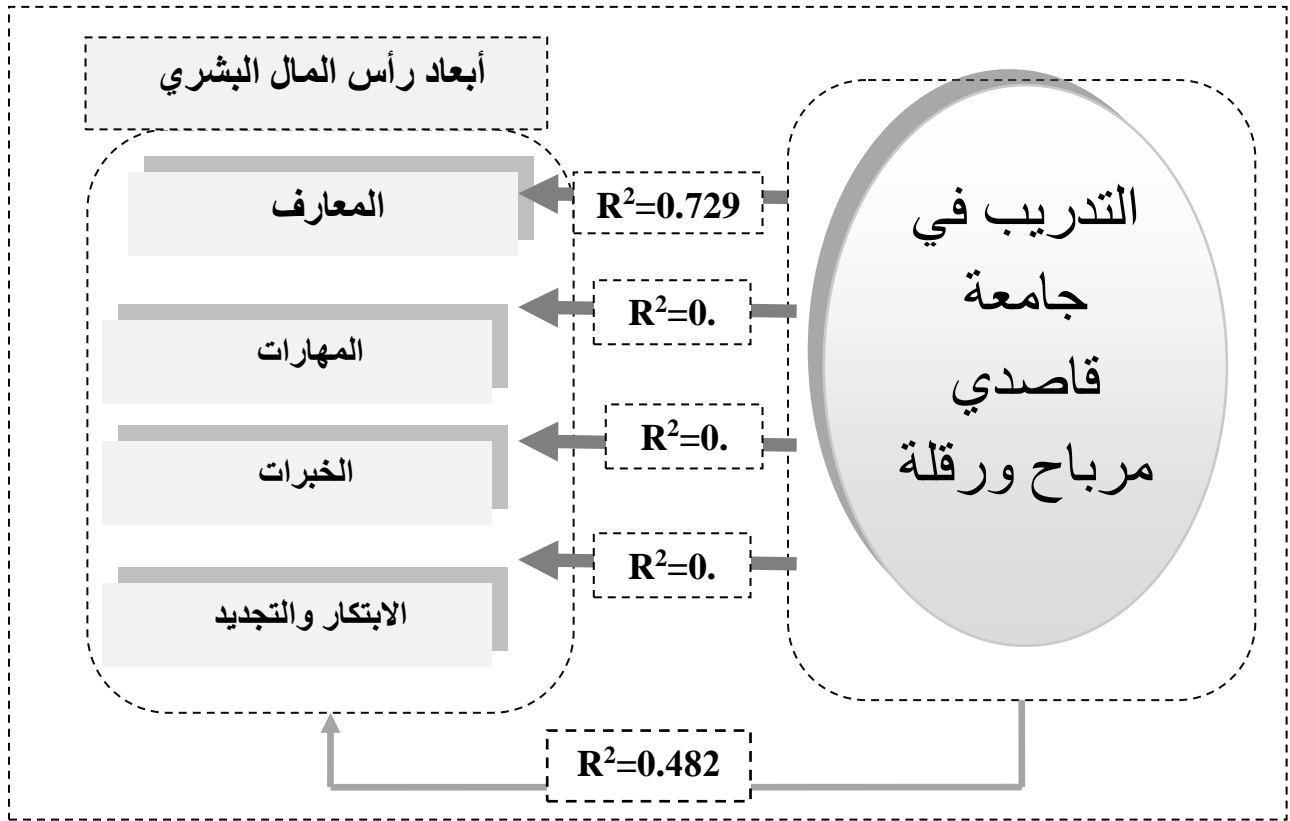 أبعاد رأس المال البشري
التدريب في
جامعة
قاصدي
مرباح ورقلة
R²=0.729
المعارف
R²=0.
المهارات
R²=0.
الخبرات
R²=0.
الابتكار والتجديد
R²=0.482